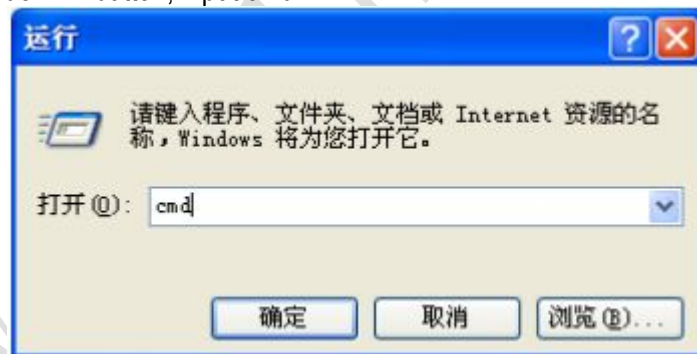 运行
请键入程序、文件夹、文档或 Internet 资源的名
称，Windows 将为您打开它。
打开(O): cmd
确定 取消 浏览(B)...